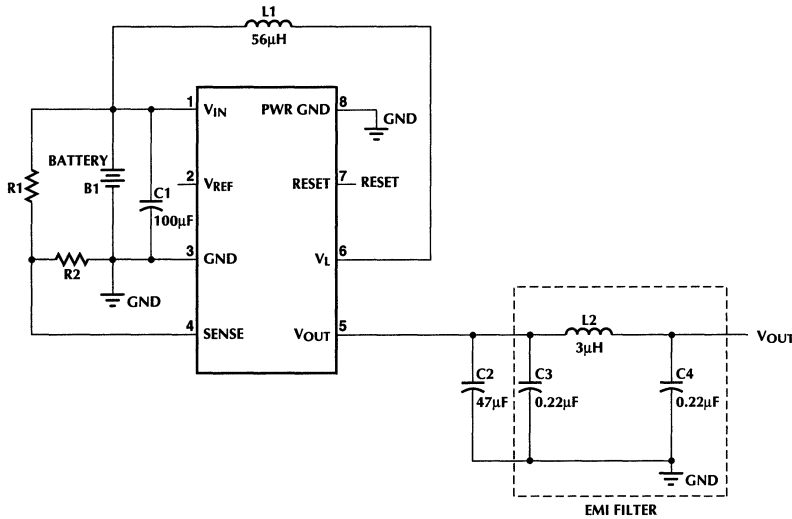 L1
56µH
1
VIN
PWR GND
8
GND
BATTERY
B1
R1
C1
100µF
2
VREF
RESET
7
RESET
3
GND
VL
6
R2
GND
4
SENSE
VOUT
5
L2
3µH
VOUT
C2
47µF
C3
0.22µF
C4
0.22µF
GND
EMI FILTER